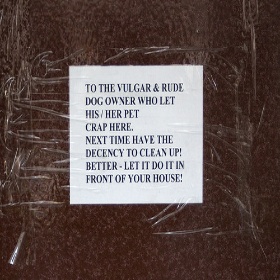 TO THE VULGAR & RUDE
DOG OWNER WHO LET
HIS / HER PET
CRAP HERE.
NEXT TIME HAVE THE
DECENCY TO CLEAN UP!
BETTER - LET IT DO IT IN
FRONT OF YOUR HOUSE!